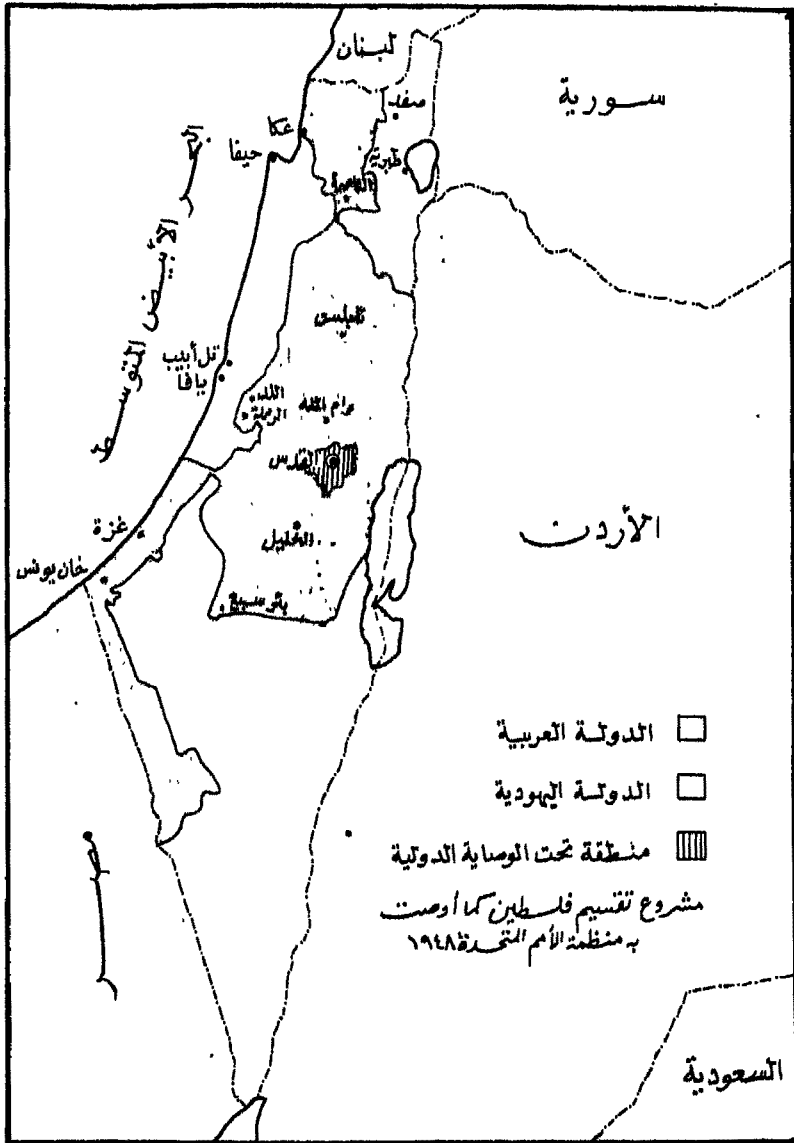 لبنان
سورية
صفد
عكا
حيفا
طبرية
الناصرة
البحر الأبيض المتوسط
نابلس
تل أبيب
يافا
اللد
الرملة
رام الله
القدس
غزة
الخليل
الأردن
خان يونس
بئر سبع
الدولة العربية
الدولة اليهودية
منطقة تحت الوصاية الدولية
مشروع تقسيم فلسطين كما أوصت
به منظمة الأمم المتحدة ١٩٤٨
مصر
السعودية